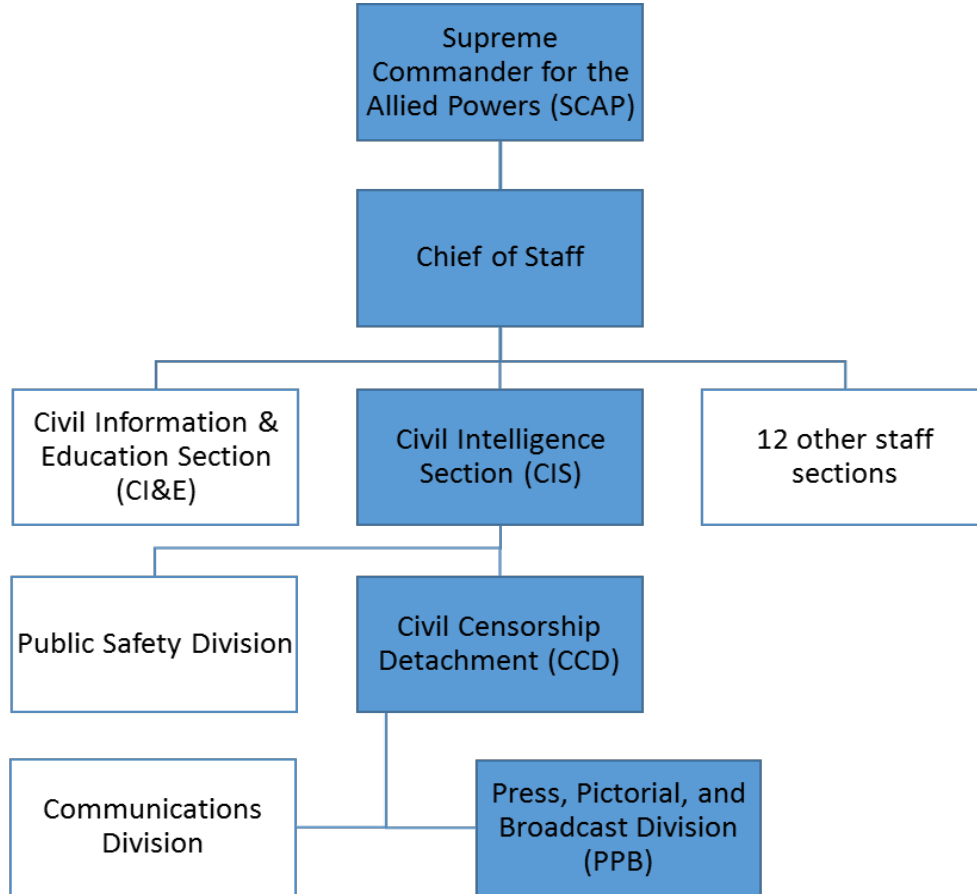 Supreme
Commander for the
Allied Powers (SCAP)
Chief of Staff
Civil Information &
Education Section
(CI&E)
Civil Intelligence
Section (CIS)
12 other staff
sections
Public Safety Division
Civil Censorship
Detachment (CCD)
Communications
Division
Press, Pictorial, and
Broadcast Division
(PPB)